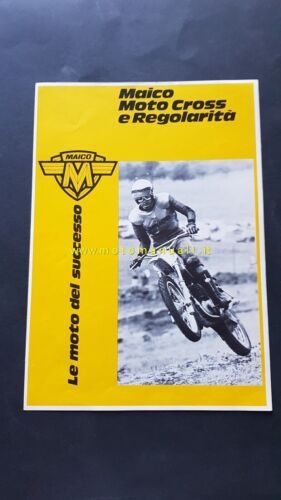 Maico
Moto Cross
e Regolarità
MAICO
M
Le moto del successo
www.motomanuali.it